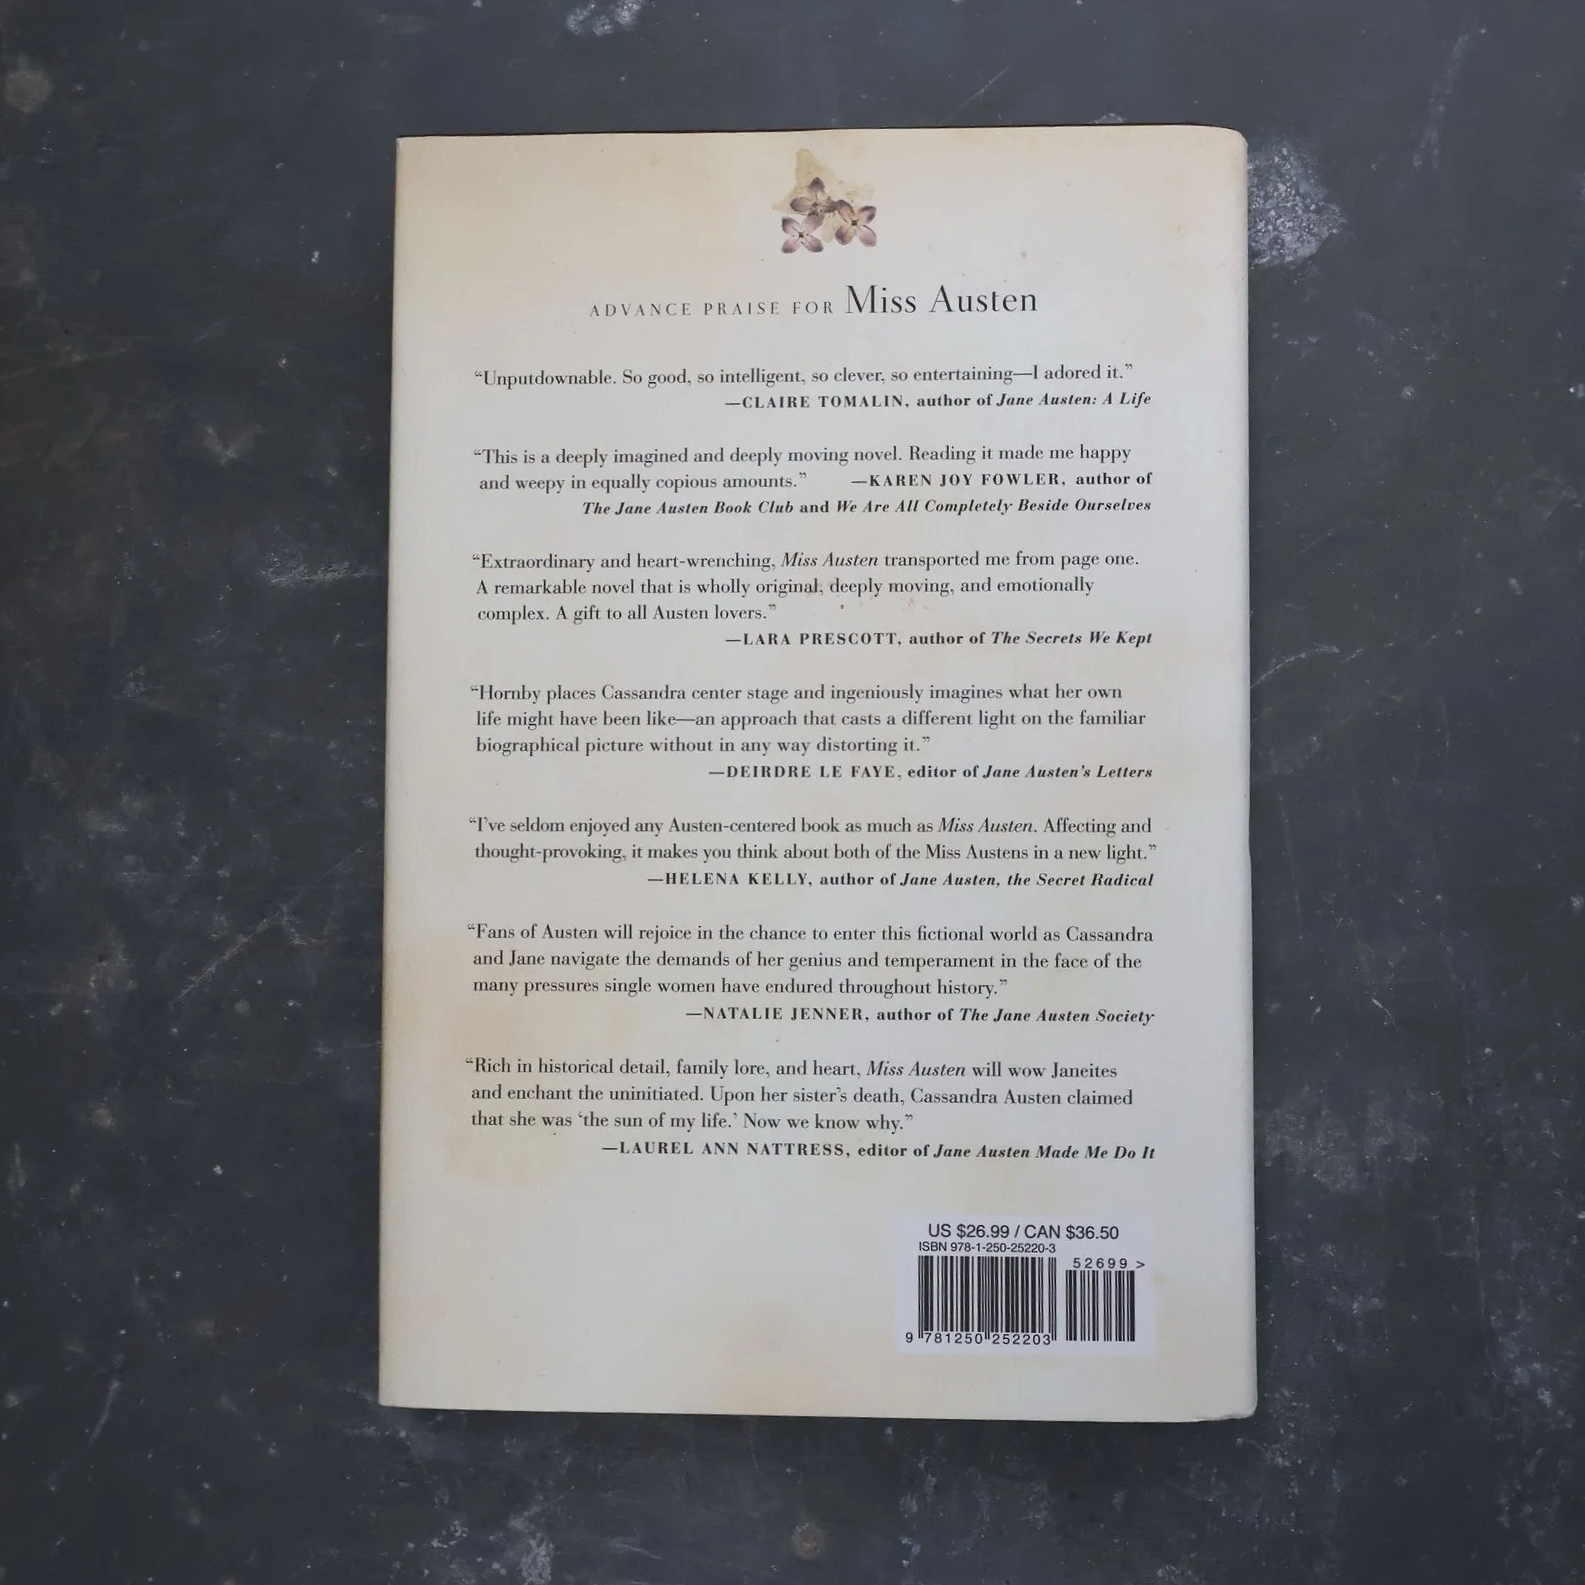 ADVANCE PRAISE FOR Miss Austen
“Unputdownable. So good, so intelligent, so clever, so entertaining—I adored it.”
—CLAIRE TOMALIN, author of Jane Austen: A Life
“This is a deeply imagined and deeply moving novel. Reading it made me happy
and weepy in equally copious amounts.” —KAREN JOY FOWLER, author of
The Jane Austen Book Club and We Are All Completely Beside Ourselves
“Extraordinary and heart-wrenching, Miss Austen transported me from page one.
A remarkable novel that is wholly original, deeply moving, and emotionally
complex. A gift to all Austen lovers.”
—LARA PRESCOTT, author of The Secrets We Kept
“Hornby places Cassandra center stage and ingeniously imagines what her own
life might have been like—an approach that casts a different light on the familiar
biographical picture without in any way distorting it.”
—DEIRDRE LE FAYE, editor of Jane Austen’s Letters
“I’ve seldom enjoyed any Austen-centered book as much as Miss Austen. Affecting and
thought-provoking, it makes you think about both of the Miss Austens in a new light.”
—HELENA KELLY, author of Jane Austen, the Secret Radical
“Fans of Austen will rejoice in the chance to enter this fictional world as Cassandra
and Jane navigate the demands of her genius and temperament in the face of the
many pressures single women have endured throughout history.”
—NATALIE JENNER, author of The Jane Austen Society
“Rich in historical detail, family lore, and heart, Miss Austen will wow Janeites
and enchant the uninitiated. Upon her sister’s death, Cassandra Austen claimed
that she was ‘the sun of my life.’ Now we know why.”
—LAUREL ANN NATTRESS, editor of Jane Austen Made Me Do It
US $26.99 / CAN $36.50
ISBN 978-1-250-25220-3
52699 >
9 781250 252203